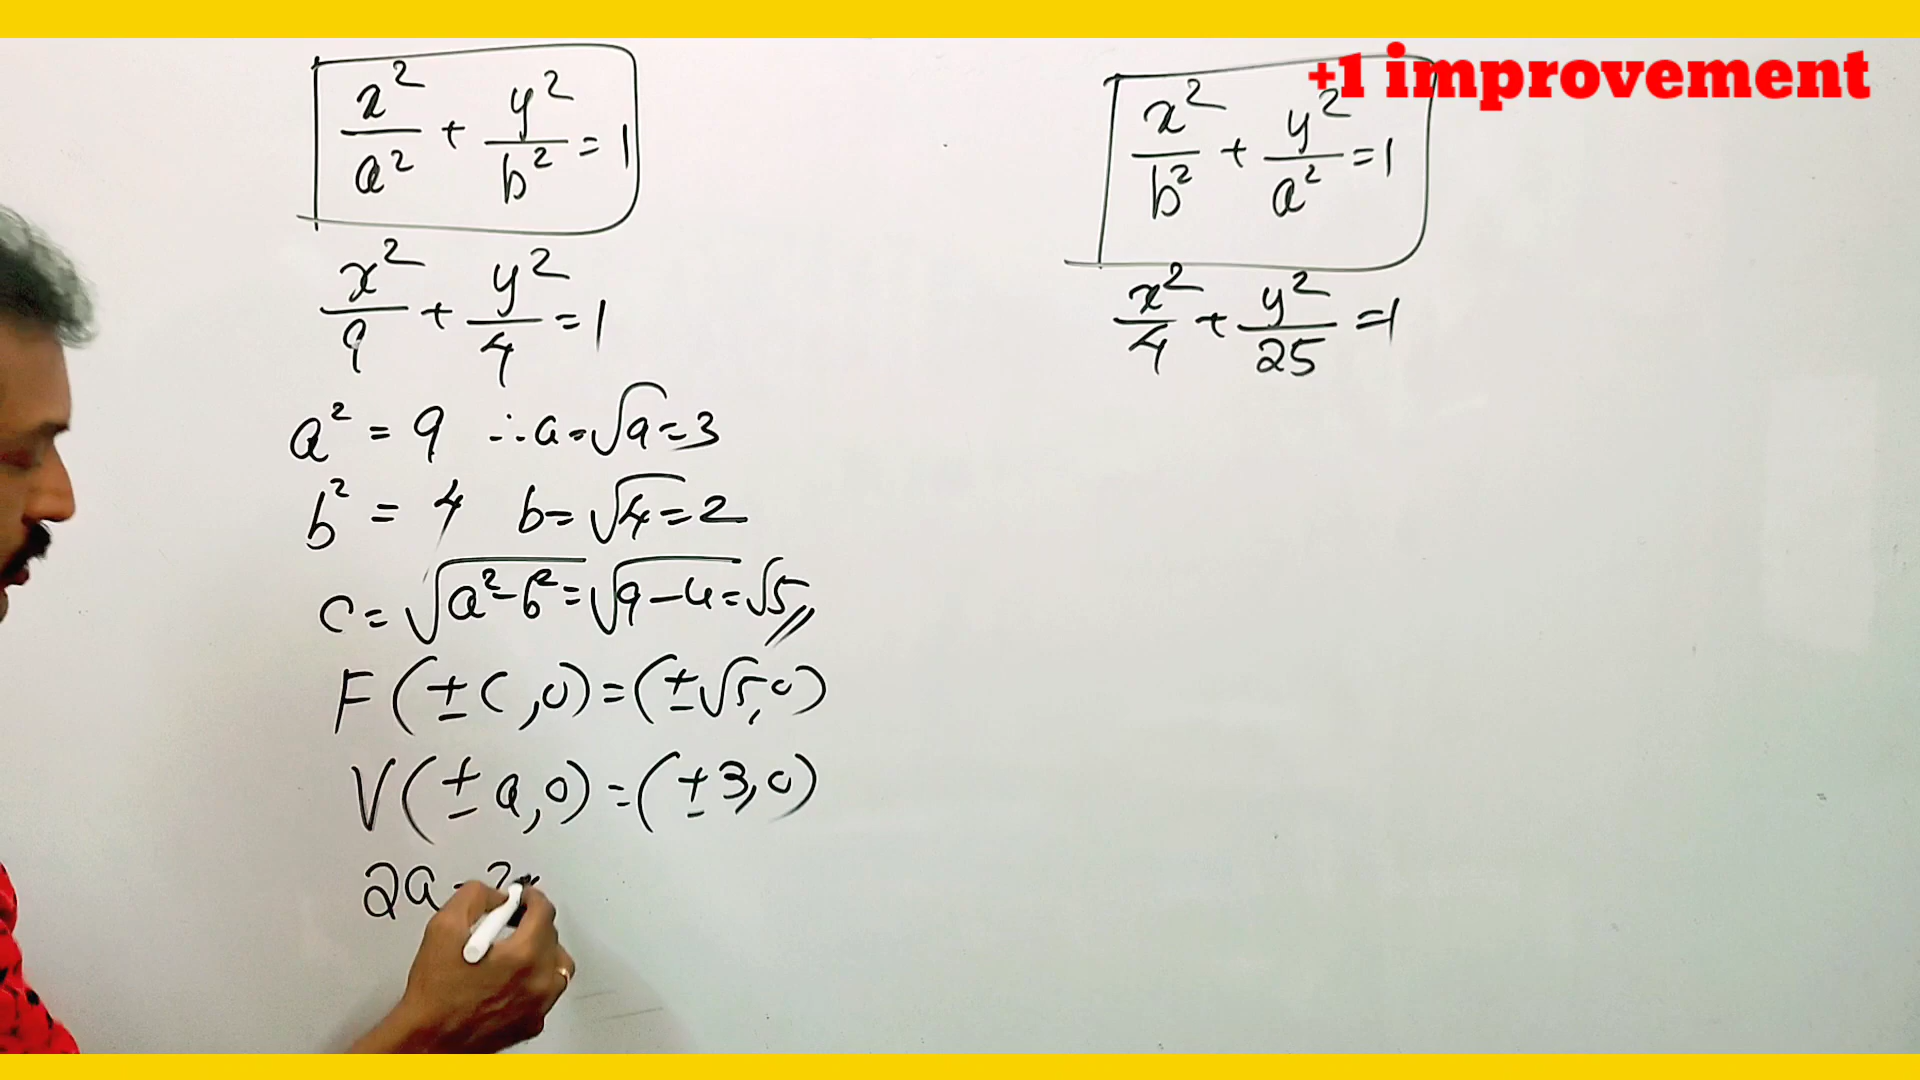 +1 improvement
x²/a² + y²/b² = 1
x²/9 + y²/4 = 1
a² = 9 ∴ a = √9 = 3
b² = 4 b = √4 = 2
c = √a²-b² = √9-4 = √5
F (± c, 0) = (± √5, 0)
V (± a, 0) = (± 3, 0)
2a = 2×
x²/b² + y²/a² = 1
x²/4 + y²/25 = 1